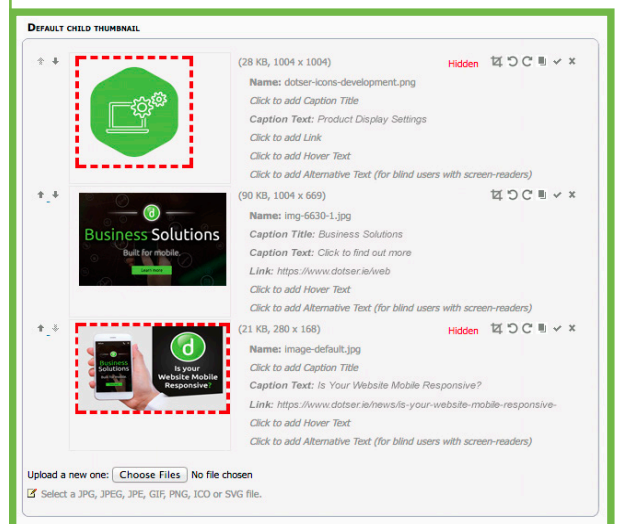 DEFAULT CHILD THUMBNAIL
(28 KB, 1004 x 1004) Hidden
Name: dotser-icons-development.png
Click to add Caption Title
Caption Text: Product Display Settings
Click to add Link
Click to add Hover Text
Click to add Alternative Text (for blind users with screen-readers)
(90 KB, 1004 x 669)
d
Business Solutions
Built for mobile.
Learn more
Name: img-6630-1.jpg
Caption Title: Business Solutions
Caption Text: Click to find out more
Link: https://www.dotser.ie/web
Click to add Hover Text
Click to add Alternative Text (for blind users with screen-readers)
(21 KB, 280 x 168) Hidden
Business
Solutions
d
Is your
Website Mobile
Responsive?
Name: image-default.jpg
Click to add Caption Title
Caption Text: Is Your Website Mobile Responsive?
Link: https://www.dotser.ie/news/is-your-website-mobile-responsive-
Click to add Hover Text
Click to add Alternative Text (for blind users with screen-readers)
Upload a new one: Choose Files No file chosen
Select a JPG, JPEG, JPE, GIF, PNG, ICO or SVG file.